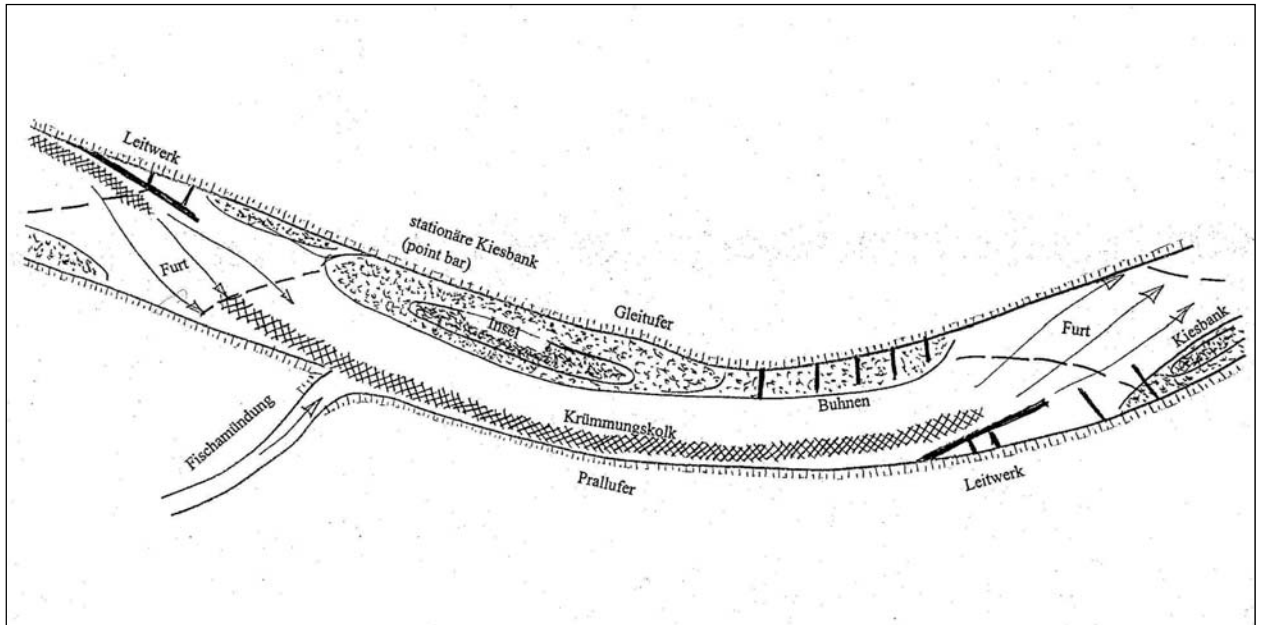 Leitwerk
stationäre Kiesbank
(point bar)
Furt
Gleitufer
Insel
Furt
Kiesbank
Buhnen
Krümmungskolk
Fischamündung
Prallufer
Leitwerk